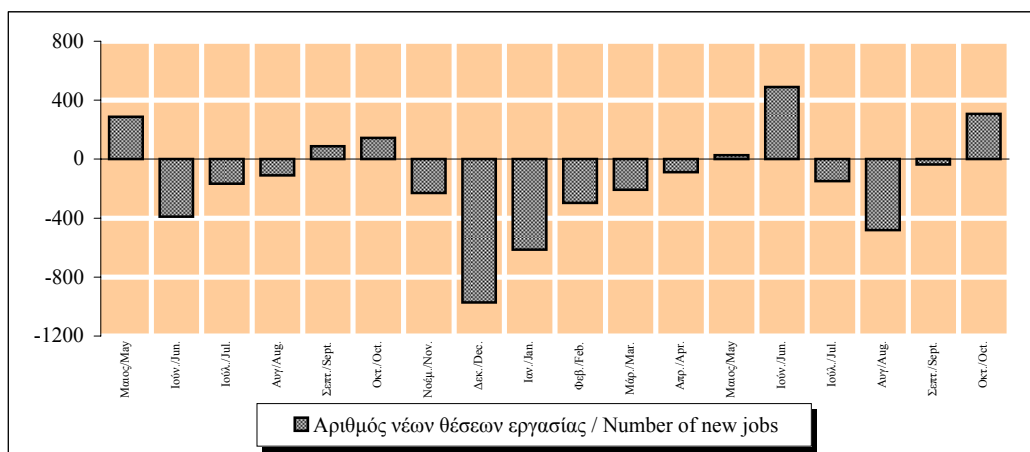 800
400
0
-400
-800
-1200
Μαιος/May
Ιούν./Jun.
Ιούλ./Jul.
Αυγ/Aug.
Σεπτ./Sept.
Οκτ./Oct.
Νοέμ./Nov.
Δεκ./Dec.
Ιαν./Jan.
Φεβ./Feb.
Μάρ./Mar.
Απρ./Apr.
Μαιος/May
Ιούν./Jun.
Ιούλ./Jul
Αυγ/Aug.
Σεπτ./Sept.
Οκτ./Oct.
Αριθμός νέων θέσεων εργασίας / Number of new jobs